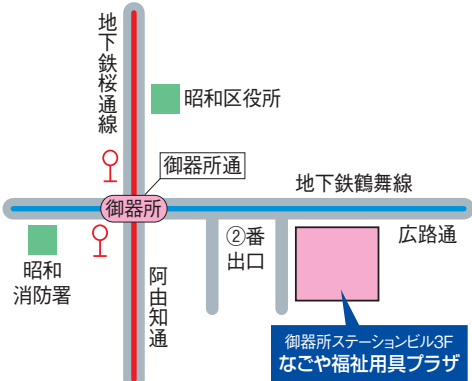 地下鉄桜通線
昭和区役所
御器所通
地下鉄鶴舞線
御器所
広路通
②番
出口
昭和
消防署
阿由知通
御器所ステーションビル3F
なごや福祉用具プラザ